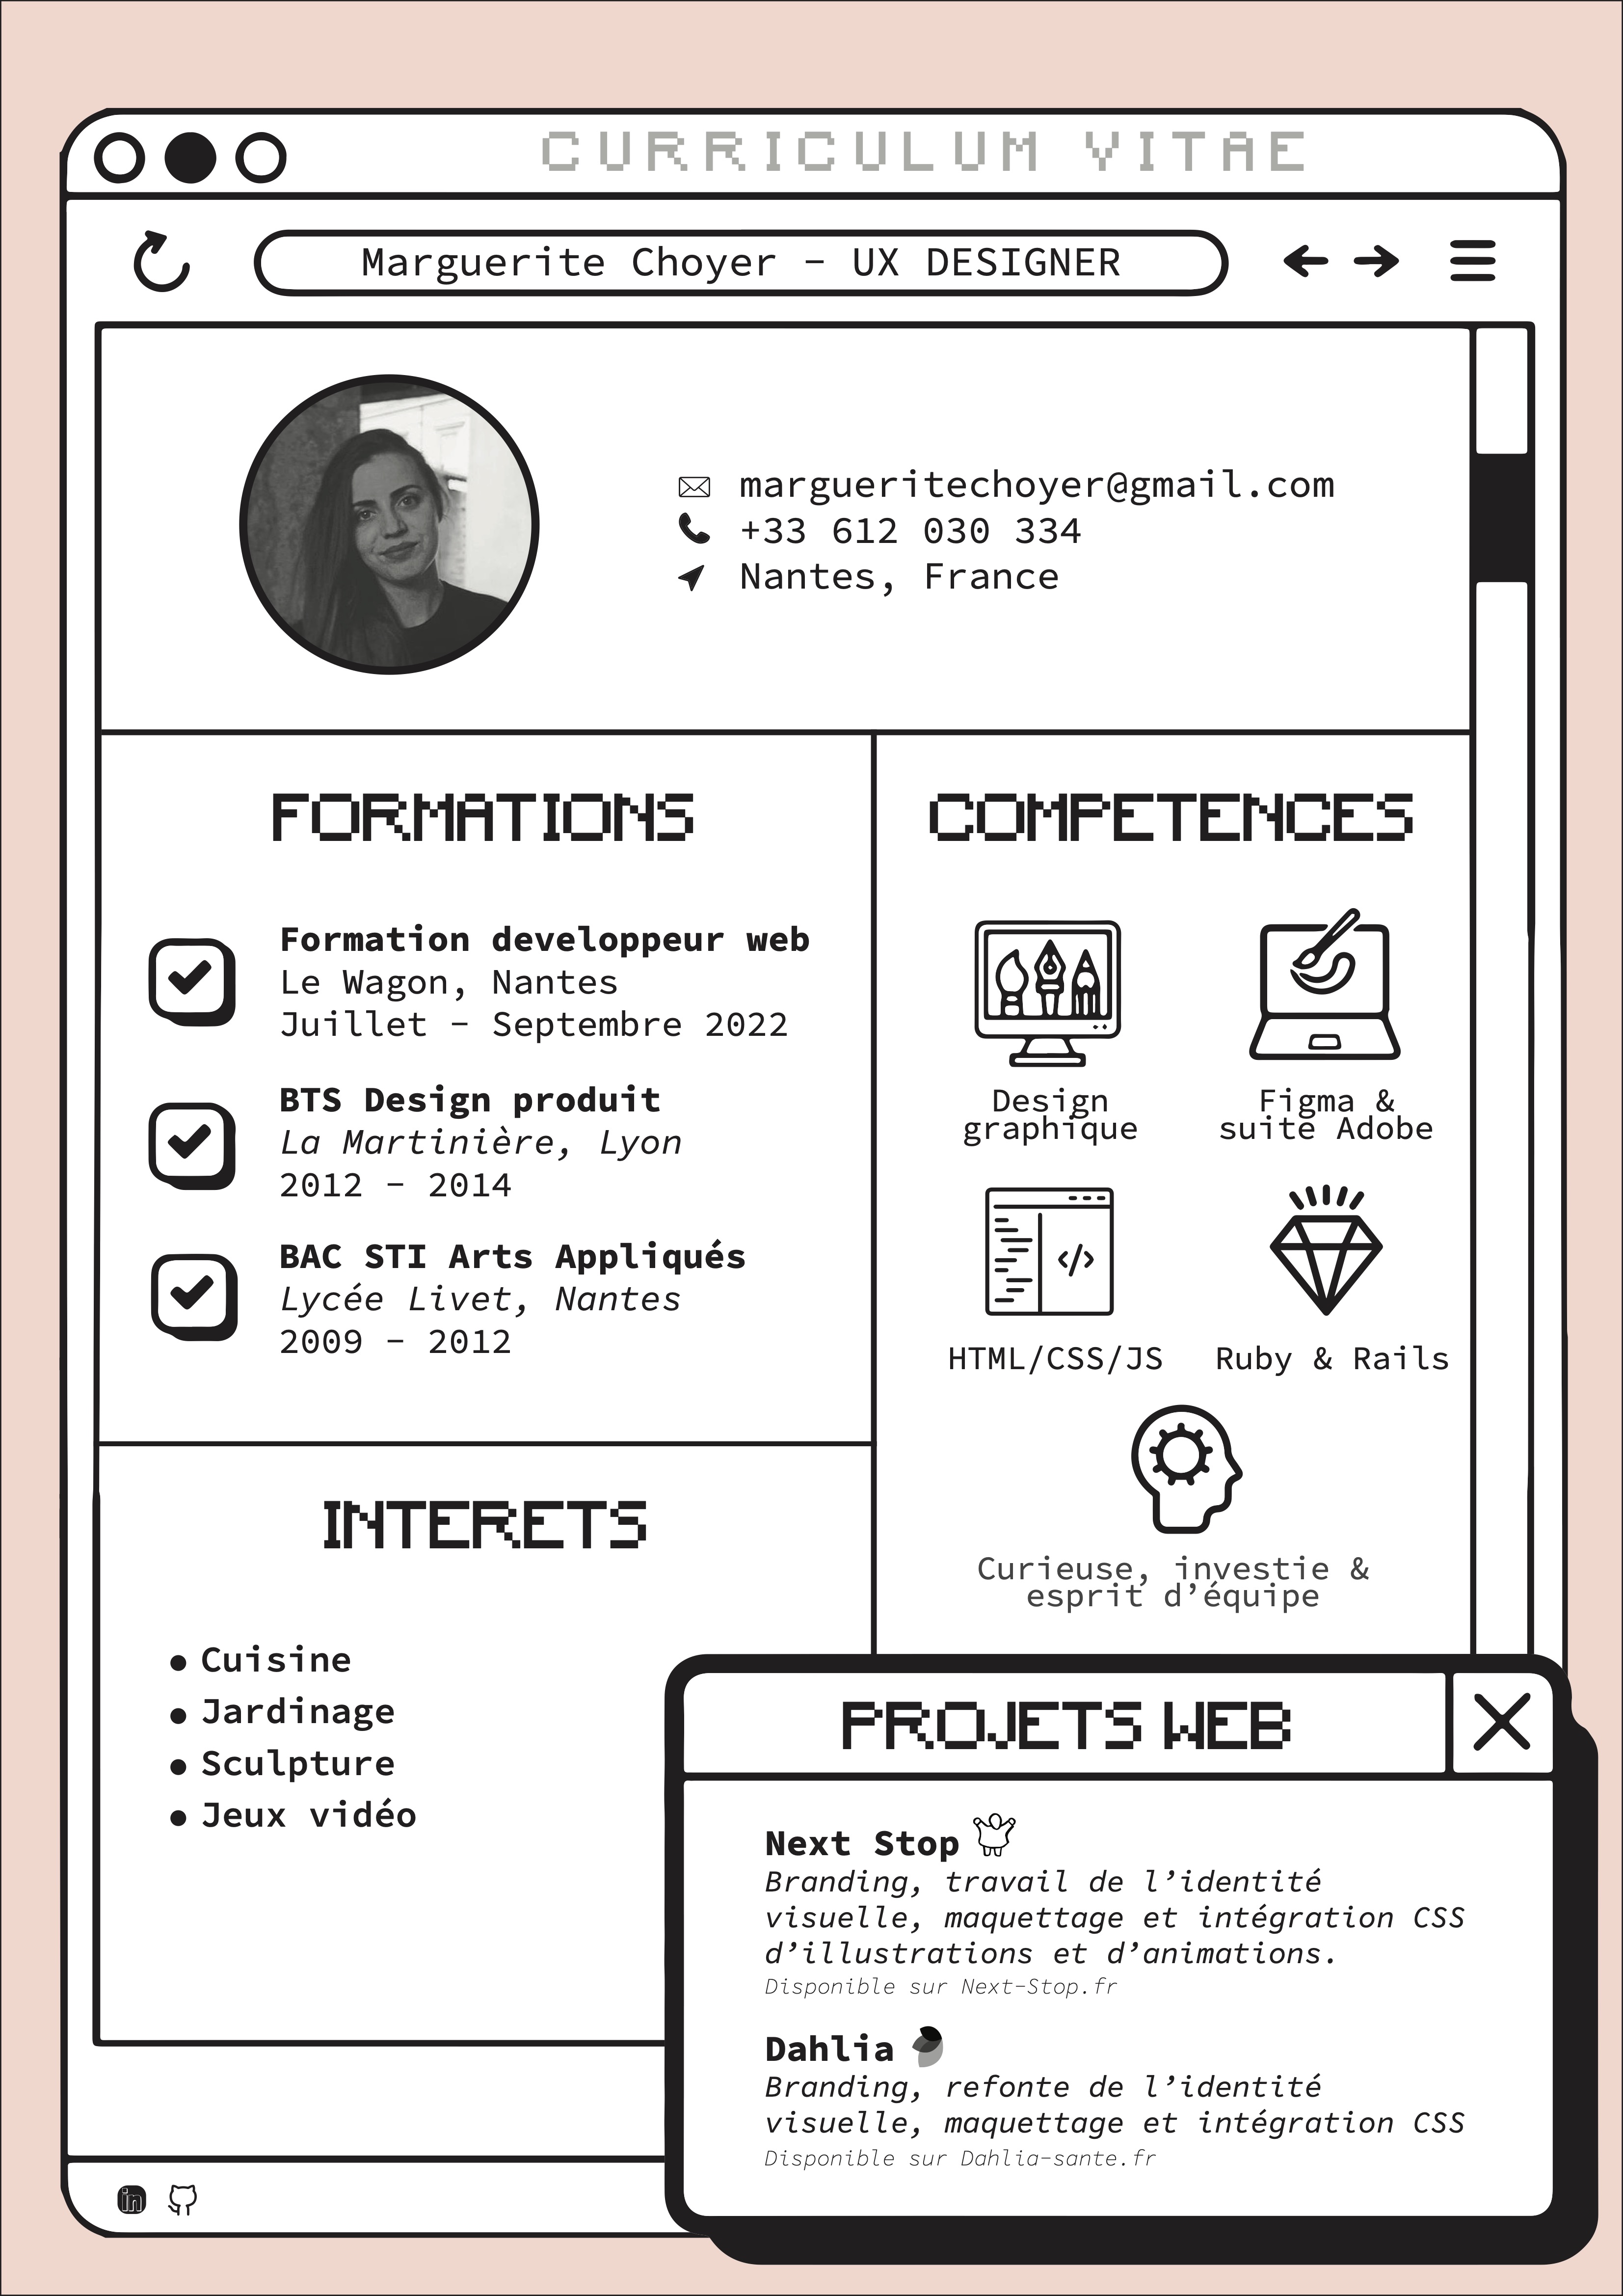 CURRICULUM VITAE
Marguerite Choyer - UX DESIGNER
margueritechoyer@gmail.com
+33 612 030 334
Nantes, France
FORMATIONS
Formation developpeur web
Le Wagon, Nantes
Juillet - Septembre 2022
BTS Design produit
La Martinière, Lyon
2012 - 2014
BAC STI Arts Appliqués
Lycée Livet, Nantes
2009 - 2012
COMPETENCES
Design
graphique
Figma &
suite Adobe
HTML/CSS/JS
Ruby & Rails
Curieuse, investie &
esprit d’équipe
INTERETS
• Cuisine
• Jardinage
• Sculpture
• Jeux vidéo
PROJETS WEB
Next Stop
Branding, travail de l’identité
visuelle, maquettage et intégration CSS
d’illustrations et d’animations.
Disponible sur Next-Stop.fr
Dahlia
Branding, refonte de l’identité
visuelle, maquettage et intégration CSS
Disponible sur Dahlia-sante.fr
in